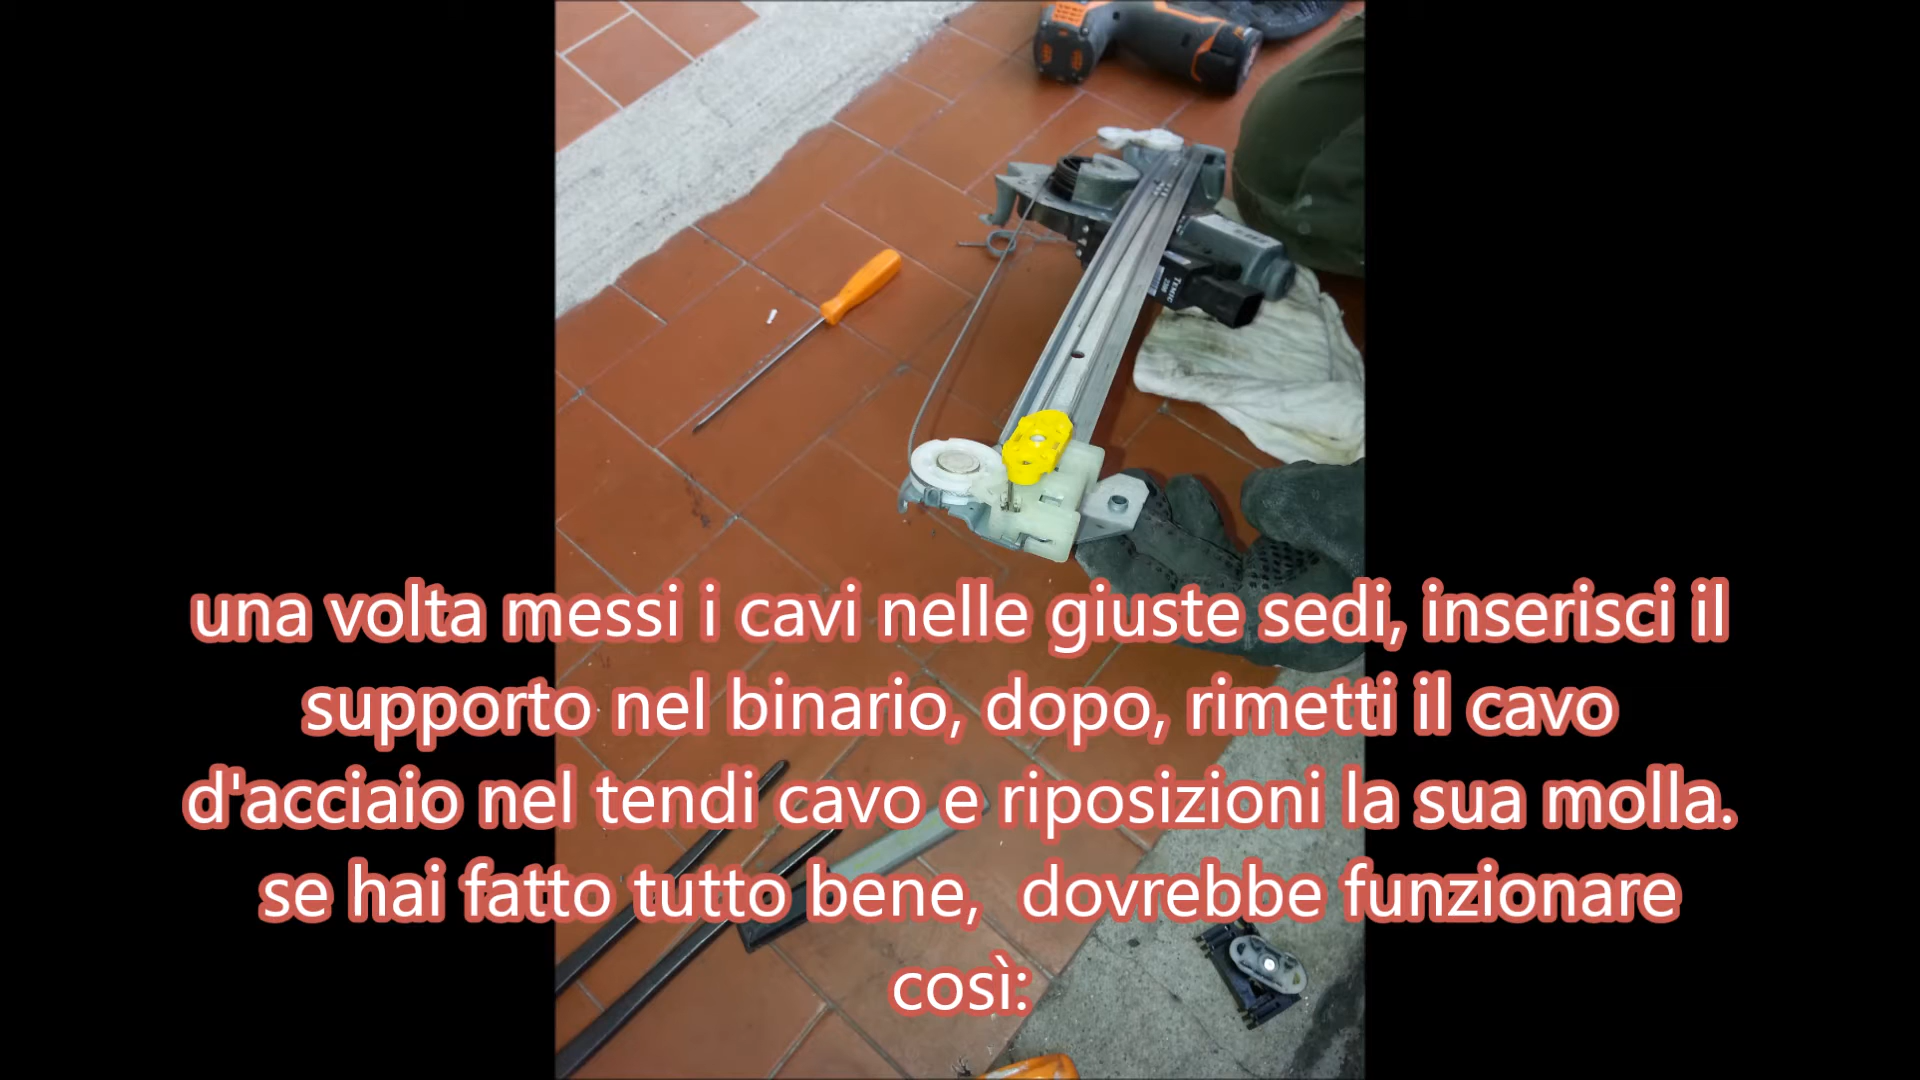 TEMIC
una volta messi i cavi nelle giuste sedi, inserisci il
supporto nel binario, dopo, rimetti il cavo
d'acciaio nel tendi cavo e riposizioni la sua molla.
se hai fatto tutto bene,  dovrebbe funzionare
così: